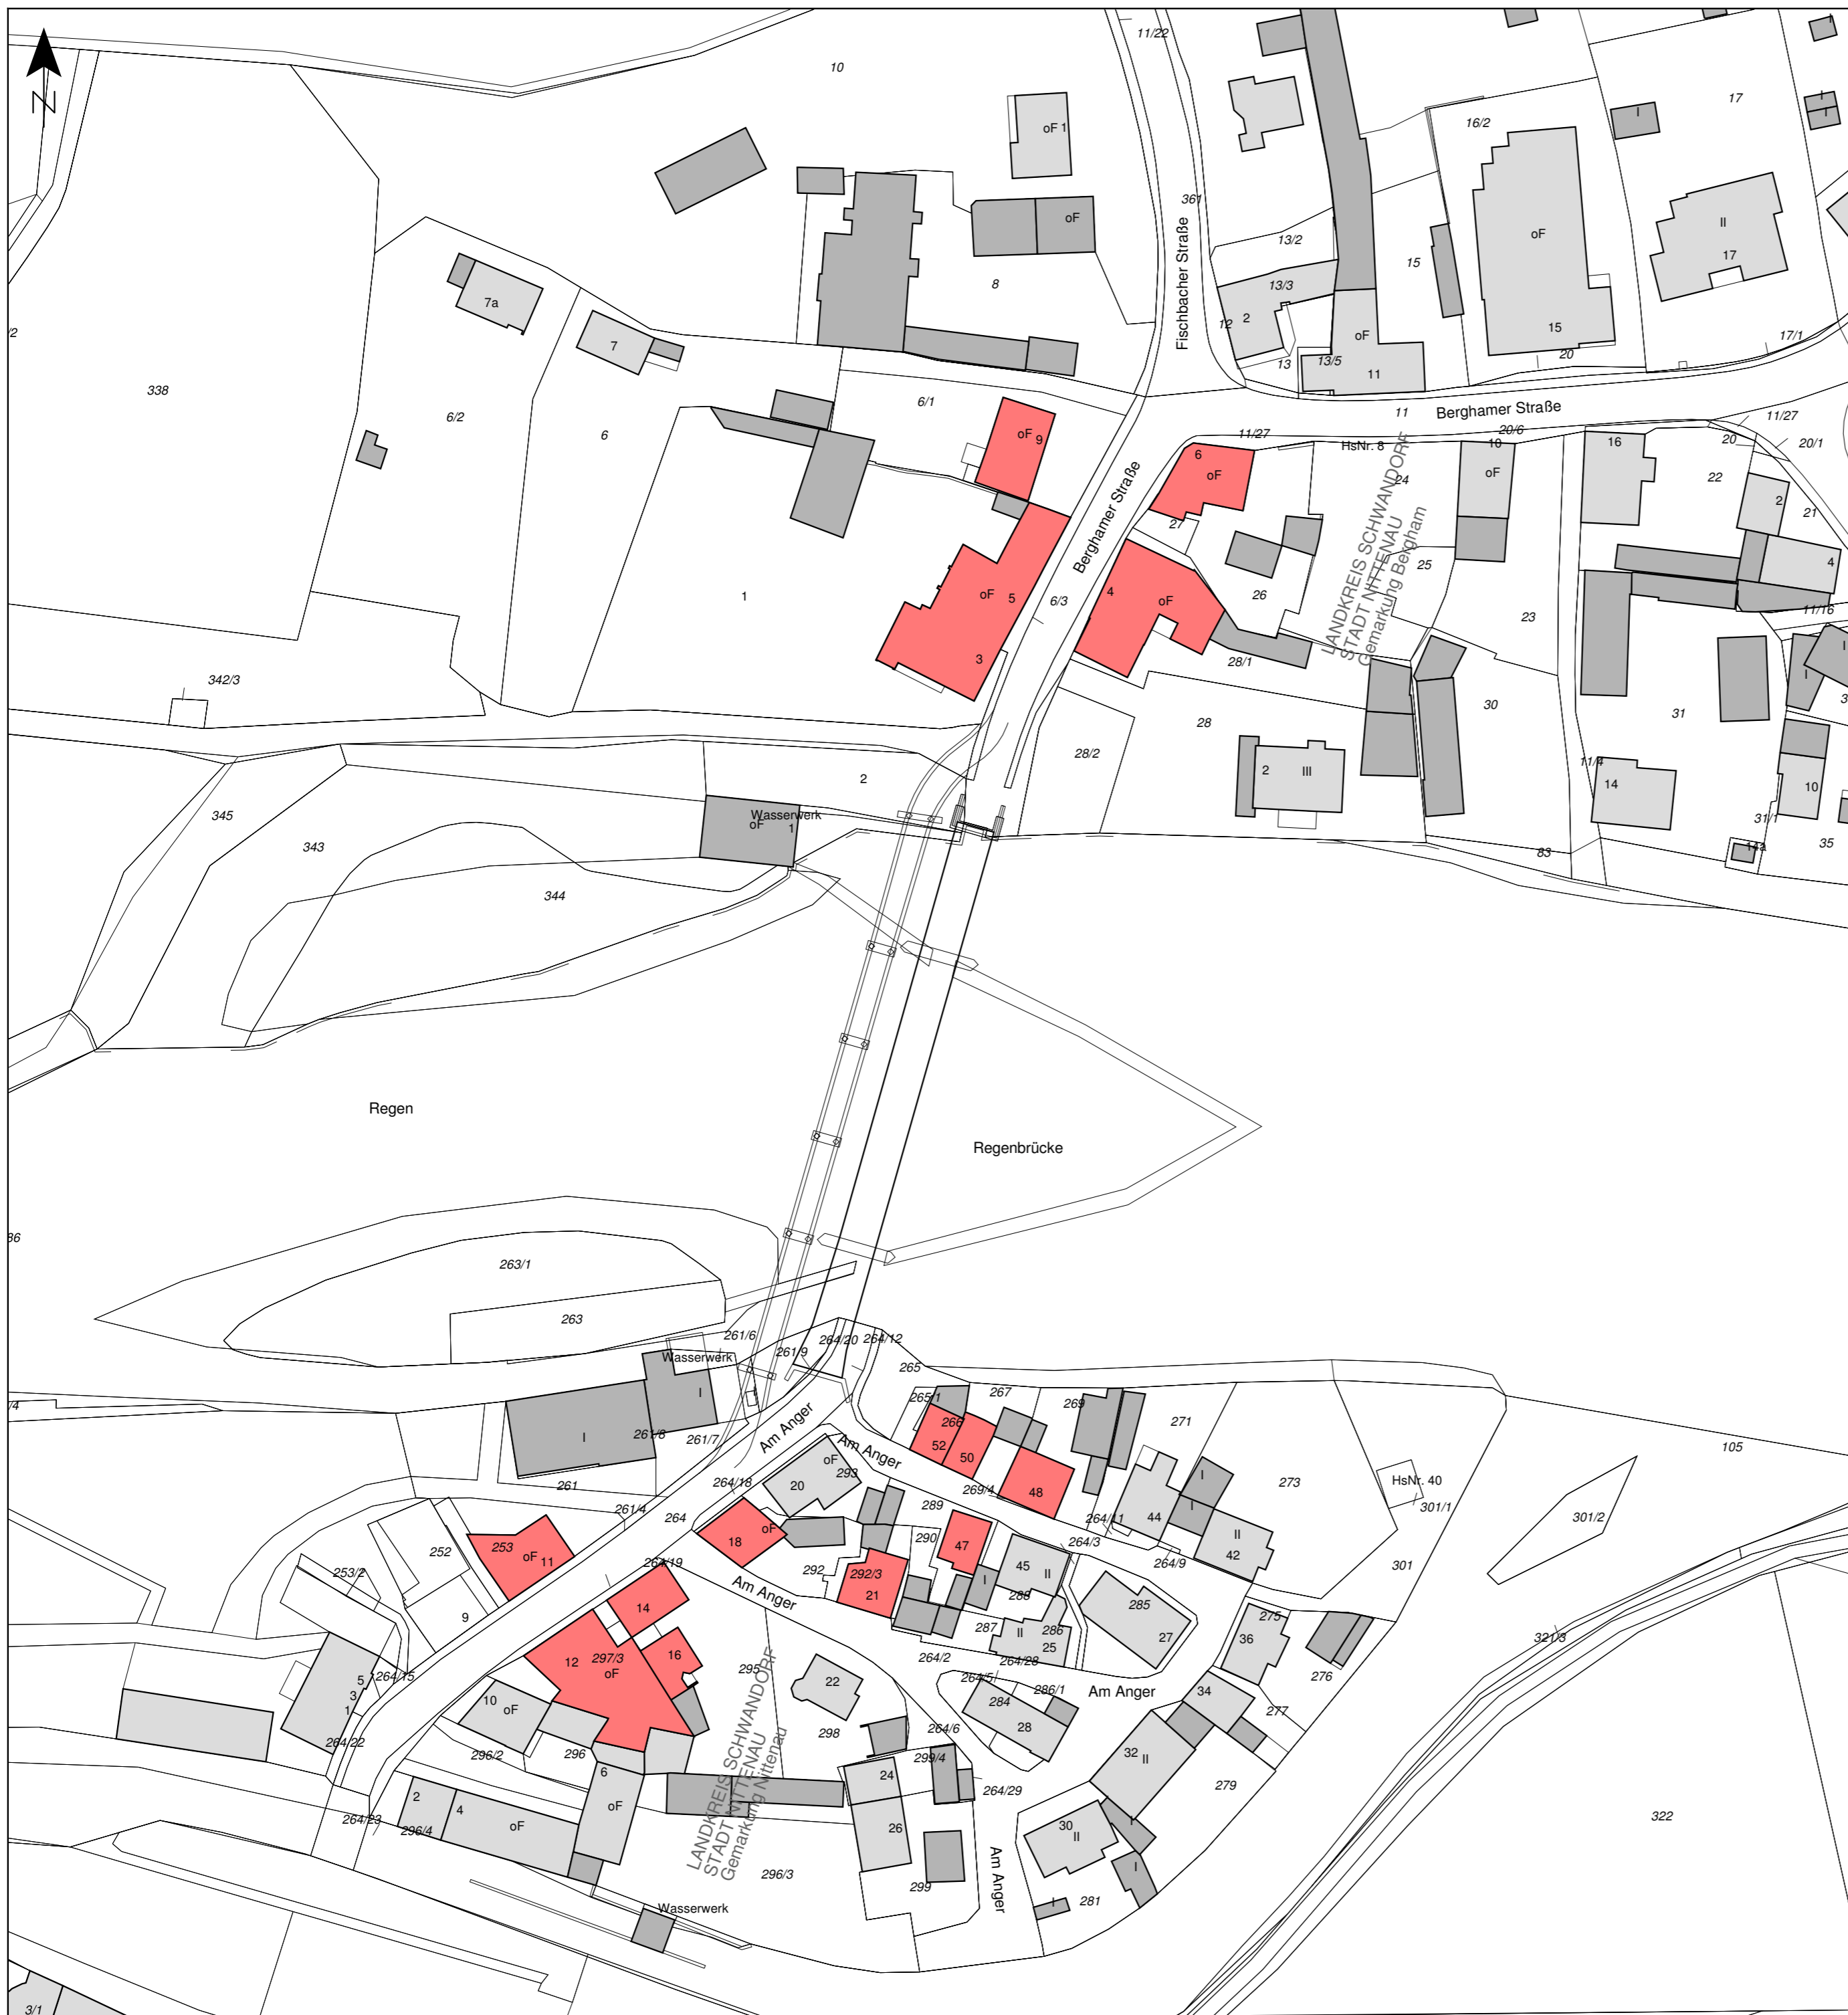 N
10
11/22
oF 1
16/2
17
I
I
I
361
Fischbacher Straße
oF
13/2
15
oF
II
17
8
13/3
7a
2
12
oF
15
17/1
7
13
13/5
11
20
338
6/2
6
6/1
11
Berghamer Straße
11/27
oF 9
11/27
20/6
20
20/1
6
oF
HsNr. 8
10
oF
16
24
22
2
21
27
Berghamer Straße
LANDKREIS SCHWANDORF
STADT NITTENAU
Gemarkung Bergham
25
4
1
oF 5
6/3
4
oF
26
23
11/16
3
28/1
342/3
28
30
31
28/2
2
2
III
11/4
14
10
345
Wasserwerk
oF 1
31/1
343
83
14a
35
344
Regen
Regenbrücke
263/1
263
261/6
264/20
264/12
261/9
Wasserwerk
265
I
265/1
267
269
271
266
52
50
I
261/8
261/7
Am Anger
Am Anger
105
oF
293
20
264/18
48
269/4
I
273
HsNr. 40
301/1
301/2
261
261/4
264
289
264/11
44
I
II
42
253
oF 11
252
18
oF
290
47
264/3
264/9
264/19
292
292/3
21
45
II
301
253/2
Am Anger
I
288
285
9
14
287
286
II
25
27
275
36
12
297/3
oF
16
295
264/2
264/28
321/3
5
3
1
264/15
22
264/5
286/1
Am Anger
276
10
oF
284
28
34
277
264/22
296/2
296
298
264/6
299/4
32
II
6
24
264/29
279
2
4
oF
oF
26
30
II
I
322
264/23
296/4
LANDKREIS SCHWANDORF
STADT NITTENAU
Gemarkung Nittenau
296/3
299
Am Anger
I
281
I
Wasserwerk
3/1